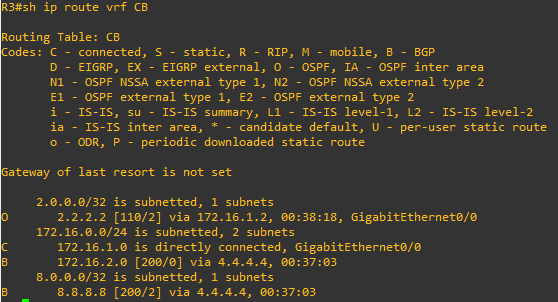 R3#sh ip route vrf CB

Routing Table: CB
Codes: C - connected, S - static, R - RIP, M - mobile, B - BGP
       D - EIGRP, EX - EIGRP external, O - OSPF, IA - OSPF inter area
       N1 - OSPF NSSA external type 1, N2 - OSPF NSSA external type 2
       E1 - OSPF external type 1, E2 - OSPF external type 2
       i - IS-IS, su - IS-IS summary, L1 - IS-IS level-1, L2 - IS-IS level-2
       ia - IS-IS inter area, * - candidate default, U - per-user static route
       o - ODR, P - periodic downloaded static route

Gateway of last resort is not set

     2.0.0.0/32 is subnetted, 1 subnets
O       2.2.2.2 [110/2] via 172.16.1.2, 00:38:18, GigabitEthernet0/0
     172.16.0.0/24 is subnetted, 2 subnets
C       172.16.1.0 is directly connected, GigabitEthernet0/0
B       172.16.2.0 [200/0] via 4.4.4.4, 00:37:03
     8.0.0.0/32 is subnetted, 1 subnets
B       8.8.8.8 [200/2] via 4.4.4.4, 00:37:03